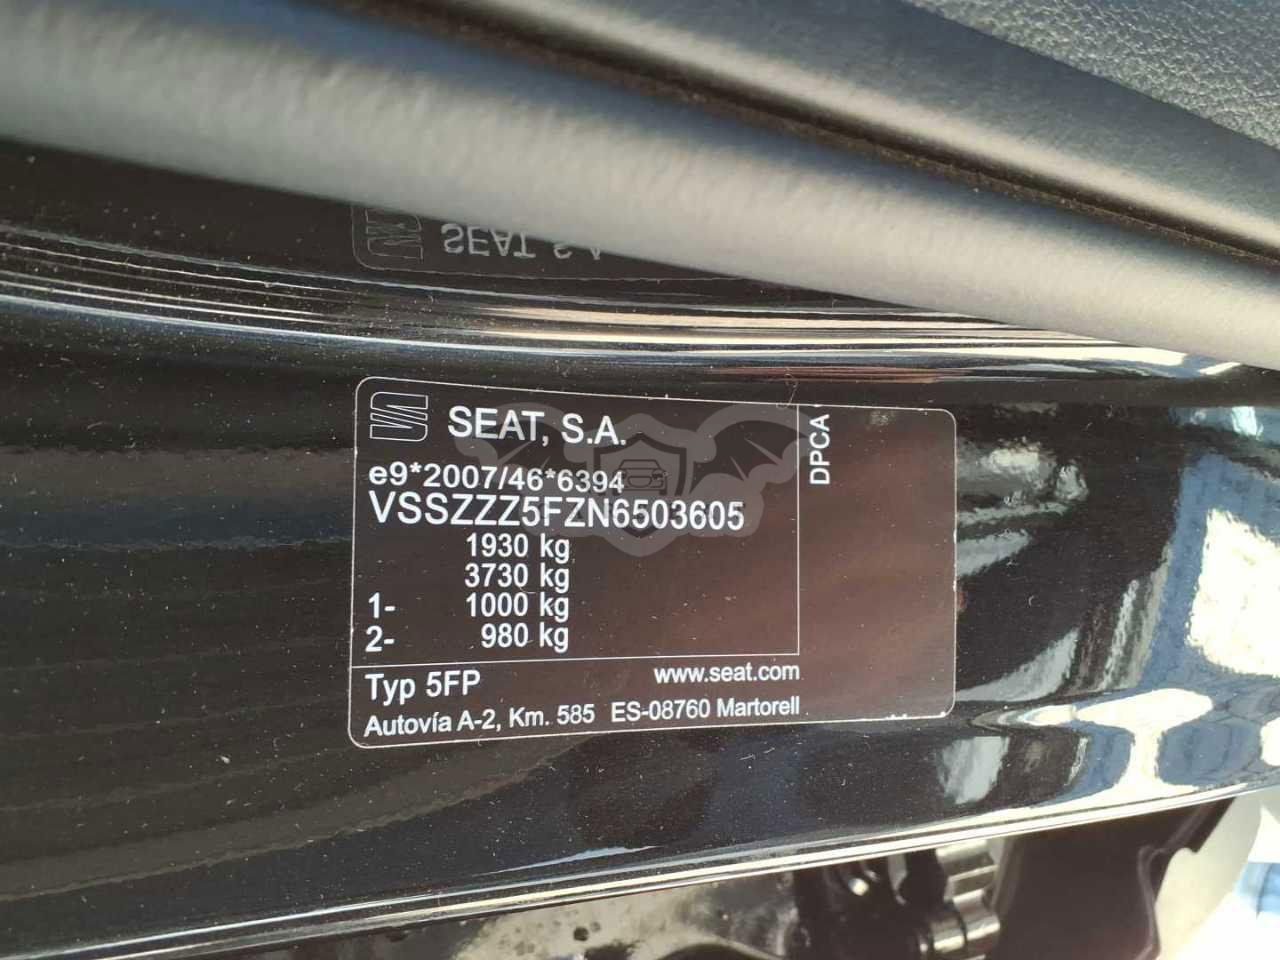 SEAT, S.A.
SEAT, S.A.
e9*2007/46*6394
VSSZZZ5FZN6503605
1930 kg
3730 kg
1- 1000 kg
2- 980 kg
DPCA
Typ 5FP www.seat.com
Autovía A-2, Km. 585 ES-08760 Martorell